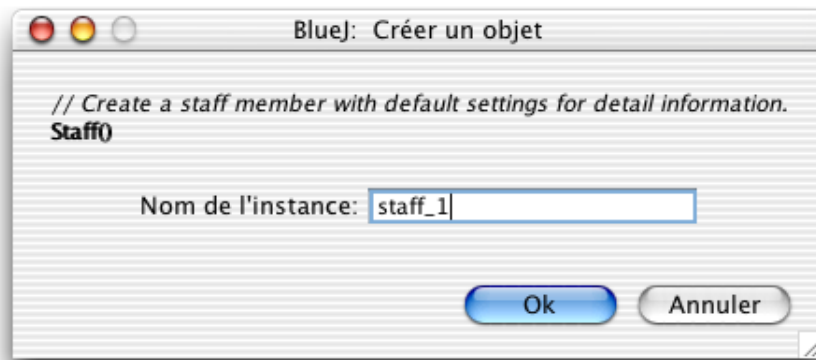 BlueJ: Créer un objet
// Create a staff member with default settings for detail information.
Staff()
Nom de l'instance: staff_1
Ok Annuler